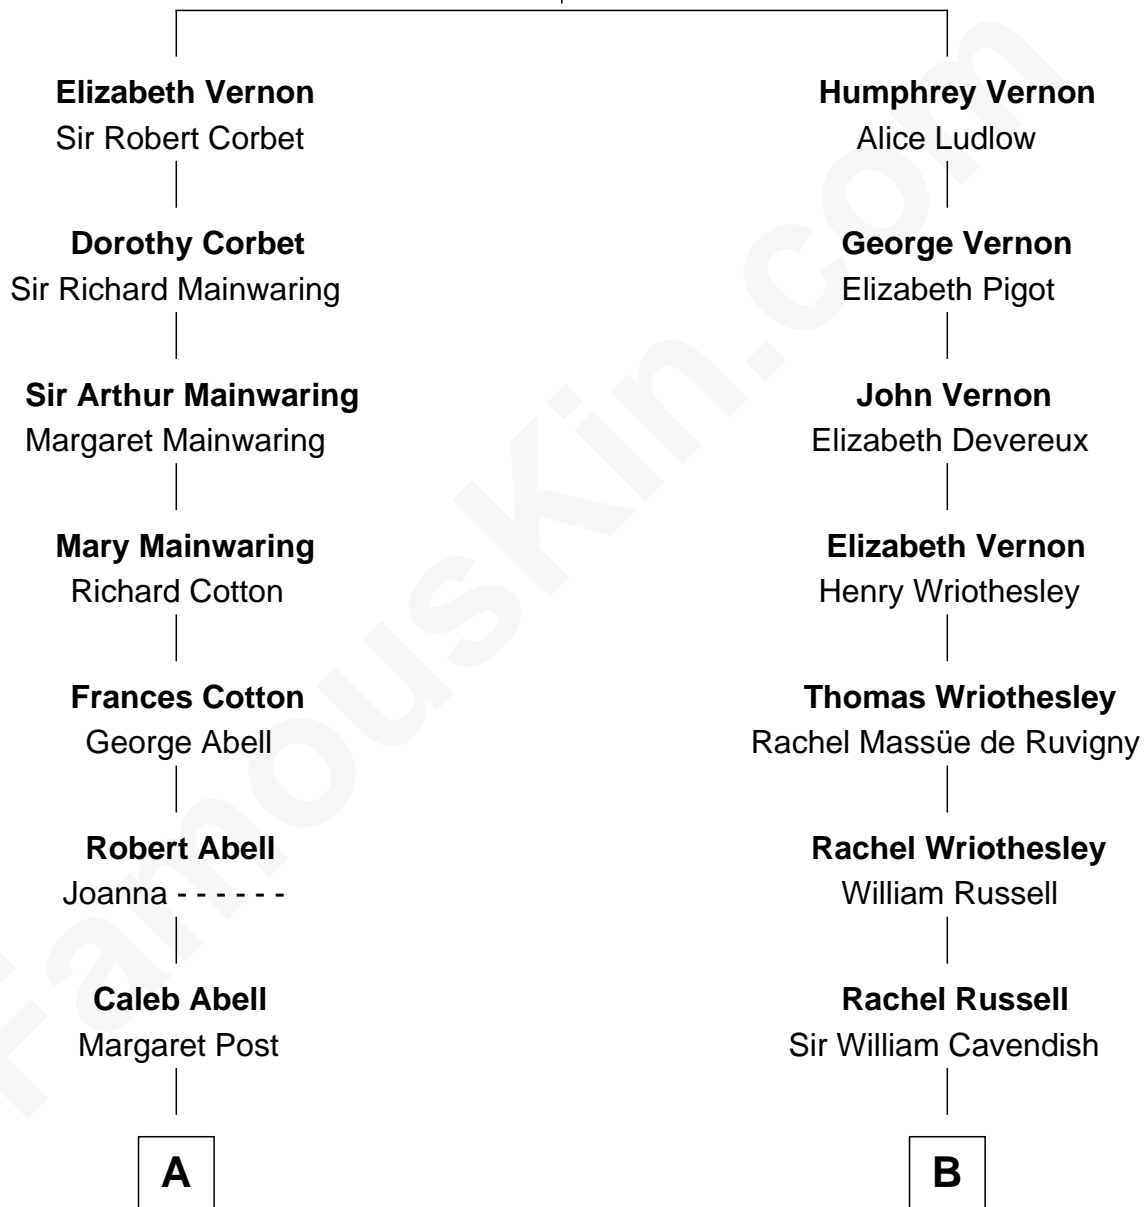 Elizabeth Vernon
Sir Robert Corbet
Humphrey Vernon
Alice Ludlow
Dorothy Corbet
Sir Richard Mainwaring
George Vernon
Elizabeth Pigot
Sir Arthur Mainwaring
Margaret Mainwaring
John Vernon
Elizabeth Devereux
Mary Mainwaring
Richard Cotton
Elizabeth Vernon
Henry Wriothesley
Frances Cotton
George Abell
Thomas Wriothesley
Rachel Massüe de Ruvigny
Robert Abell
Joanna - - - - - -
Rachel Wriothesley
William Russell
Caleb Abell
Margaret Post
Rachel Russell
Sir William Cavendish
A
B
FamousKin.com